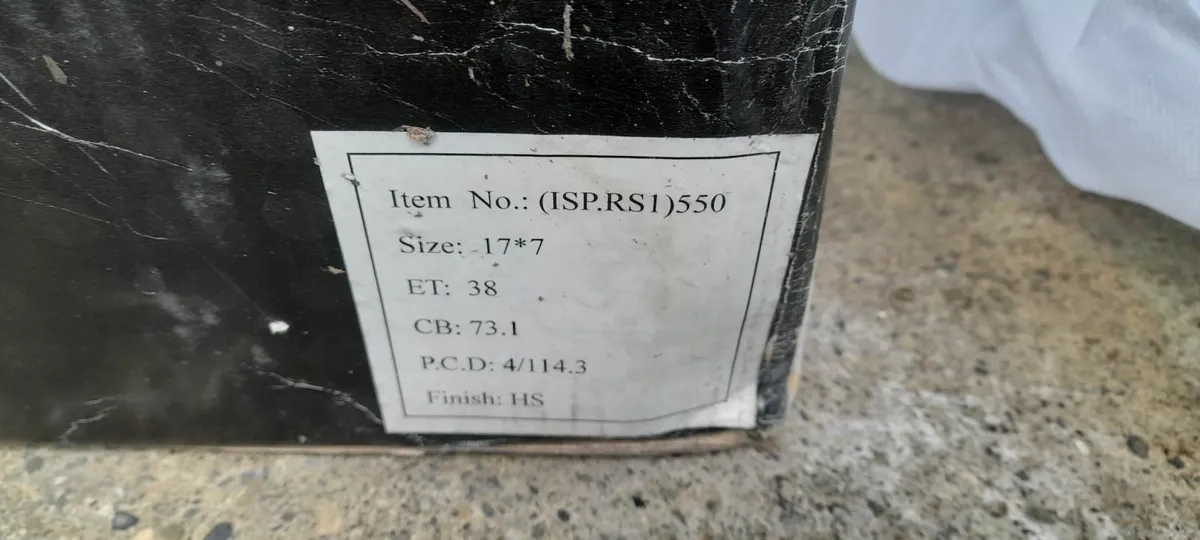 Item No.: (ISP.RS1)550
Size: 17*7
ET: 38
CB: 73.1
P.C.D: 4/114.3
Finish: HS